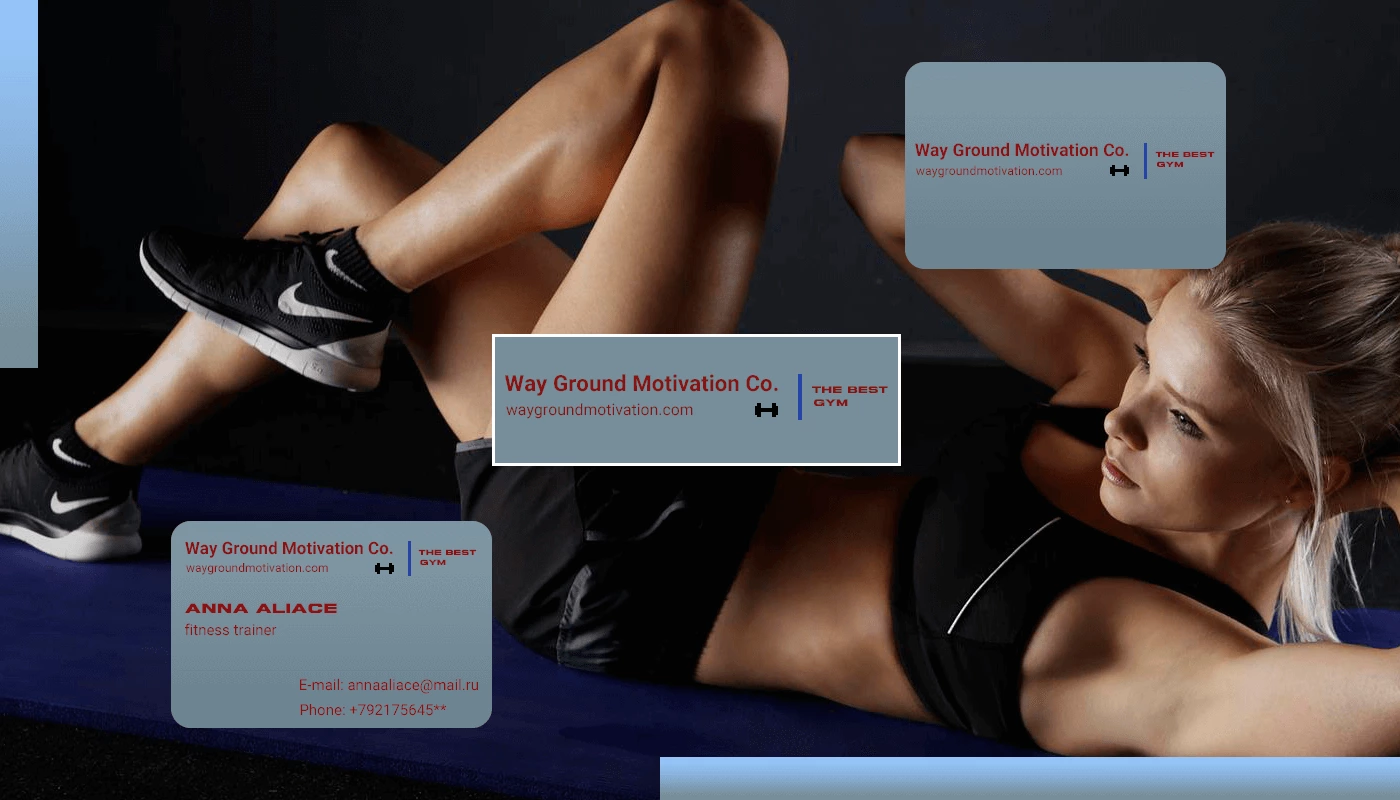 Way Ground Motivation Co.
waygroundmotivation.com
THE BEST
GYM
Way Ground Motivation Co.
waygroundmotivation.com
THE BEST
GYM
Way Ground Motivation Co.
waygroundmotivation.com
THE BEST
GYM
ANNA ALIACE
fitness trainer
E-mail: annaaliace@mail.ru
Phone: +792175645**